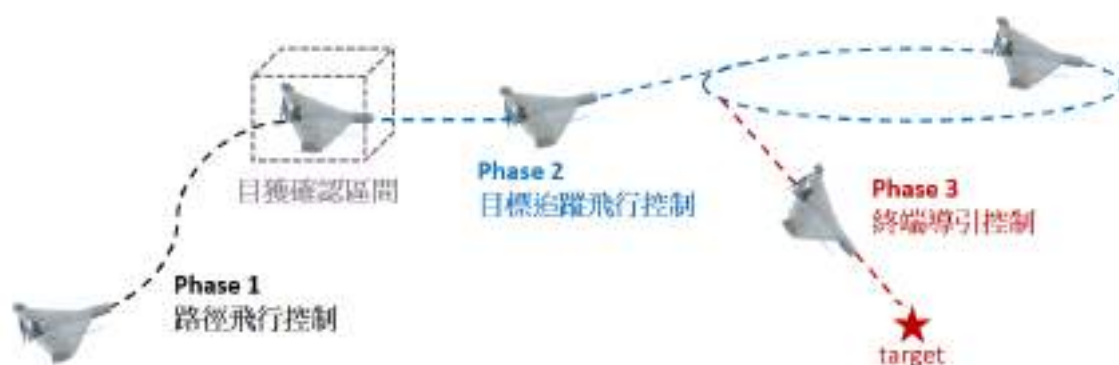 目獲確認區間
Phase 2
目標追蹤飛行控制
Phase 3
終端導引控制
Phase 1
路徑飛行控制
target